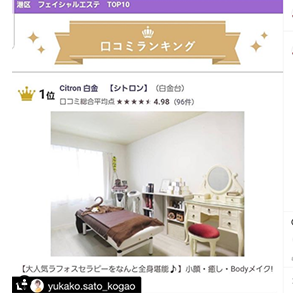 港区 フェイシャルエステ TOP10
口コミランキング
1位 Citron 白金 【シトロン】 (白金台)
口コミ総合平均点 ★★★★★ 4.98 (96件)
【大人気ラフォスセラピーをなんと全身堪能♪】小顔・癒し・Bodyメイク!
yukako.sato_kogao